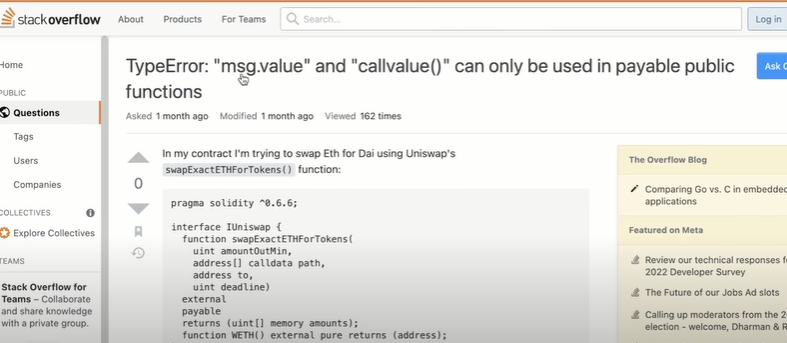 stackoverflow About Products For Teams Search... Log in
TypeError: "msg.value" and "callvalue()" can only be used in payable public
functions
Ask
Asked 1 month ago Modified 1 month ago Viewed 162 times
Home
PUBLIC
Questions
Tags
Users
Companies
COLLECTIVES
Explore Collectives
TEAMS
Stack Overflow for
Teams – Collaborate
and share knowledge
with a private group.
0
In my contract I'm trying to swap Eth for Dai using Uniswap's
swapExactETHForTokens() function:
pragma solidity ^0.6.6;
interface IUniswap {
function swapExactETHForTokens(
uint amountOutMin,
address[] calldata path,
address to,
uint deadline)
external
payable
returns (uint[] memory amounts);
function WETH() external pure returns (address);
The Overflow Blog
Comparing Go vs. C in embedded
applications
Featured on Meta
Review our technical responses f
2022 Developer Survey
The Future of our Jobs Ad slots
Calling up moderators from the 2
election - welcome, Dharman & R